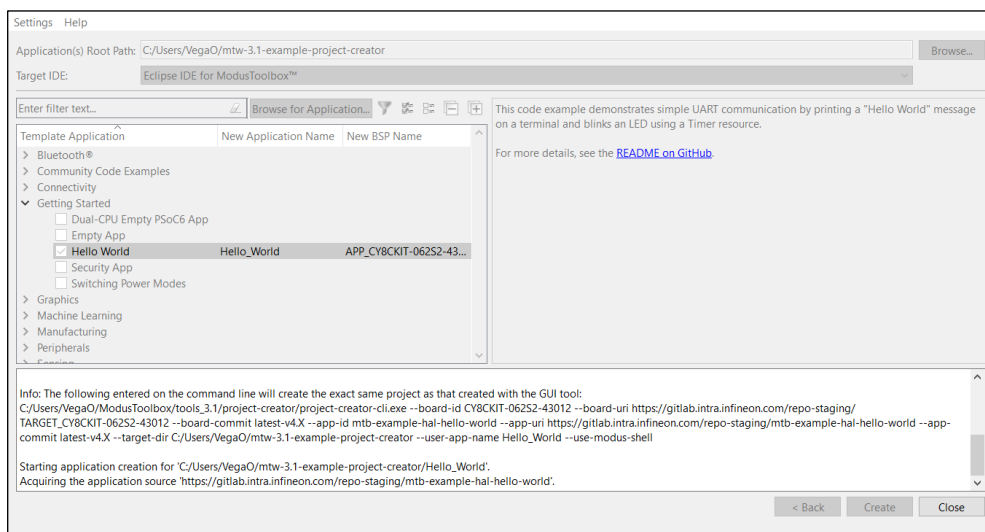 Settings Help
Application(s) Root Path: C:/Users/VegaO/mtw-3.1-example-project-creator Browse...
Target IDE: Eclipse IDE for ModusToolbox™
Enter filter text... Browse for Application...
Template Application New Application Name New BSP Name
Bluetooth®
Community Code Examples
Connectivity
Getting Started
Dual-CPU Empty PSoC6 App
Empty App
Hello World Hello_World APP_CY8CKIT-062S2-43...
Security App
Switching Power Modes
Graphics
Machine Learning
Manufacturing
Peripherals
Sensing
This code example demonstrates simple UART communication by printing a "Hello World" message
on a terminal and blinks an LED using a Timer resource.
For more details, see the README on GitHub.
Info: The following entered on the command line will create the exact same project as that created with the GUI tool:
C:/Users/VegaO/ModusToolbox/tools_3.1/project-creator/project-creator-cli.exe --board-id CY8CKIT-062S2-43012 --board-uri https://gitlab.intra.infineon.com/repo-staging/
TARGET_CY8CKIT-062S2-43012 --board-commit latest-v4.X --app-id mtb-example-hal-hello-world --app-uri https://gitlab.intra.infineon.com/repo-staging/mtb-example-hal-hello-world --app-
commit latest-v4.X --target-dir C:/Users/VegaO/mtw-3.1-example-project-creator --user-app-name Hello_World --use-modus-shell
Starting application creation for 'C:/Users/VegaO/mtw-3.1-example-project-creator/Hello_World'.
Acquiring the application source 'https://gitlab.intra.infineon.com/repo-staging/mtb-example-hal-hello-world'.
< Back Create Close